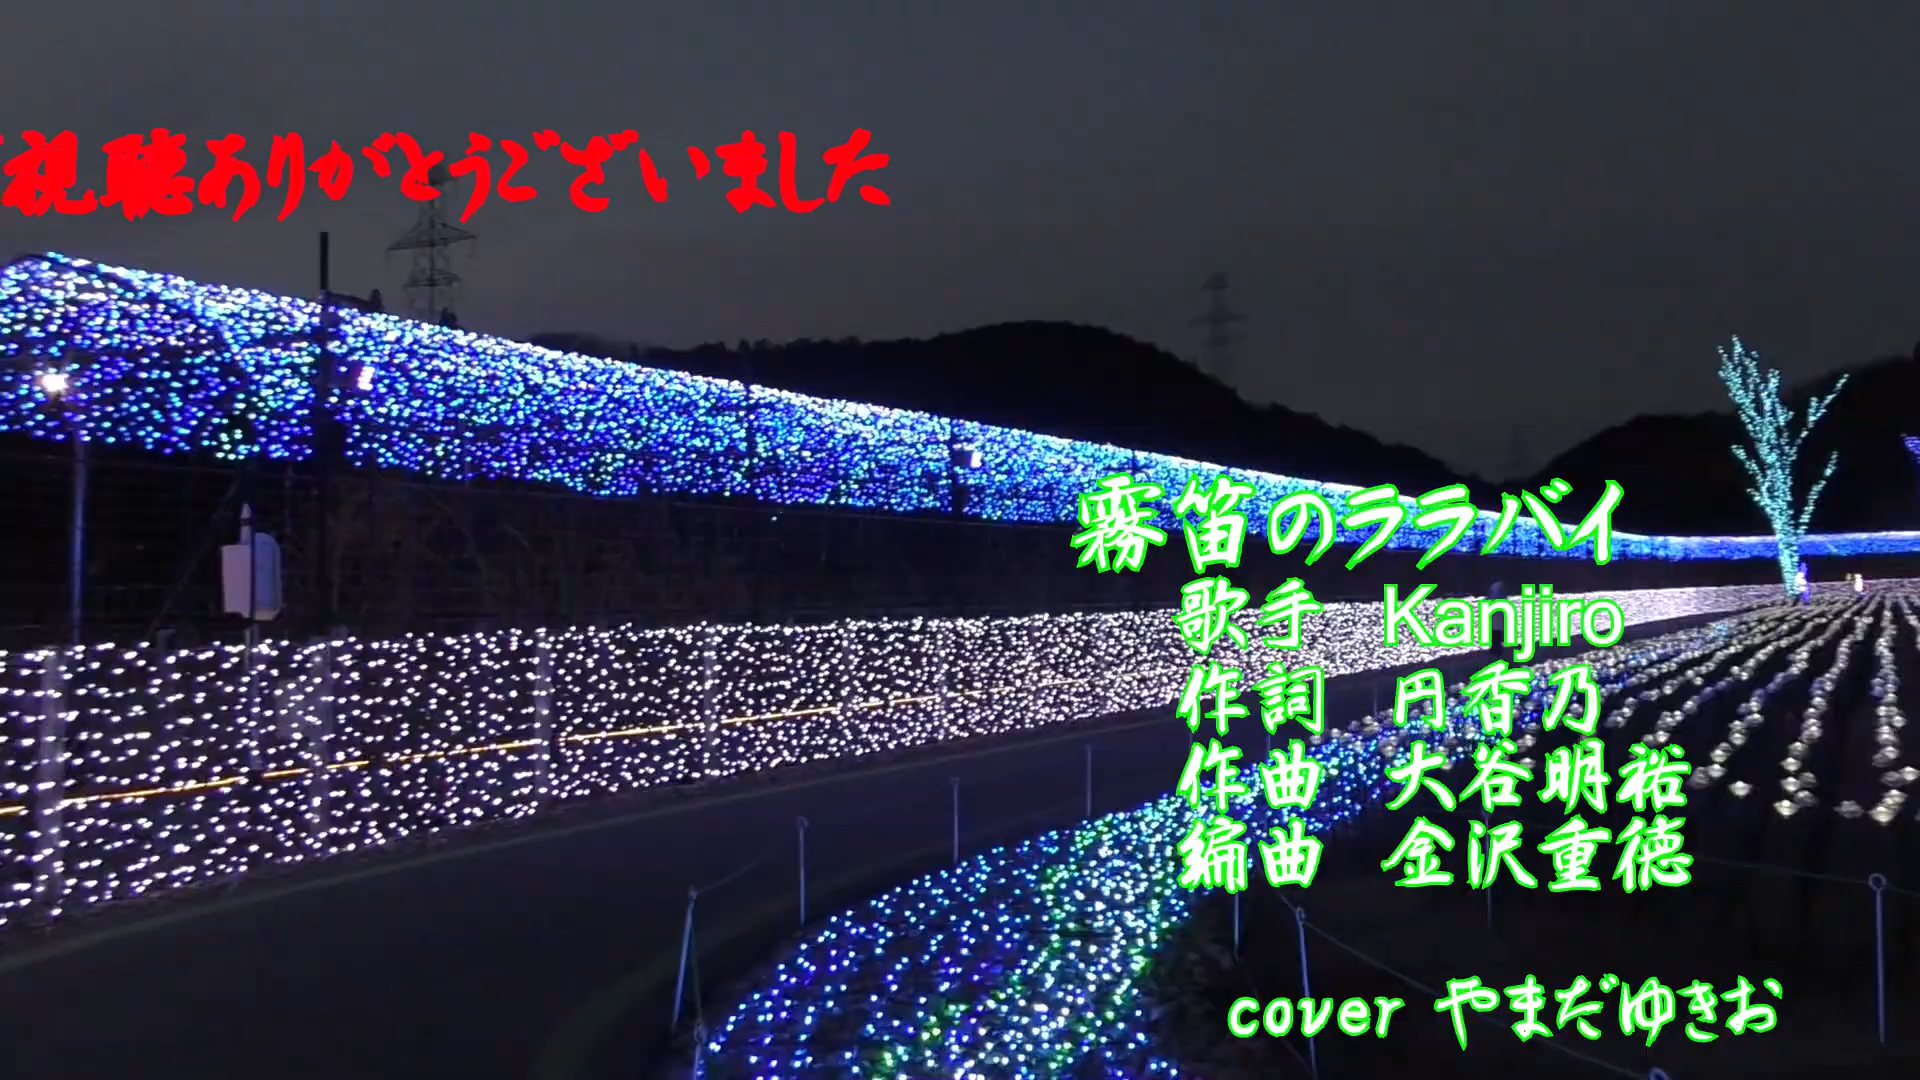 視聴ありがとうございました
霧笛のララバイ
歌手 Kanjiro
作詞 円香乃
作曲 大谷明裕
編曲 金沢重徳
cover やまだゆきお